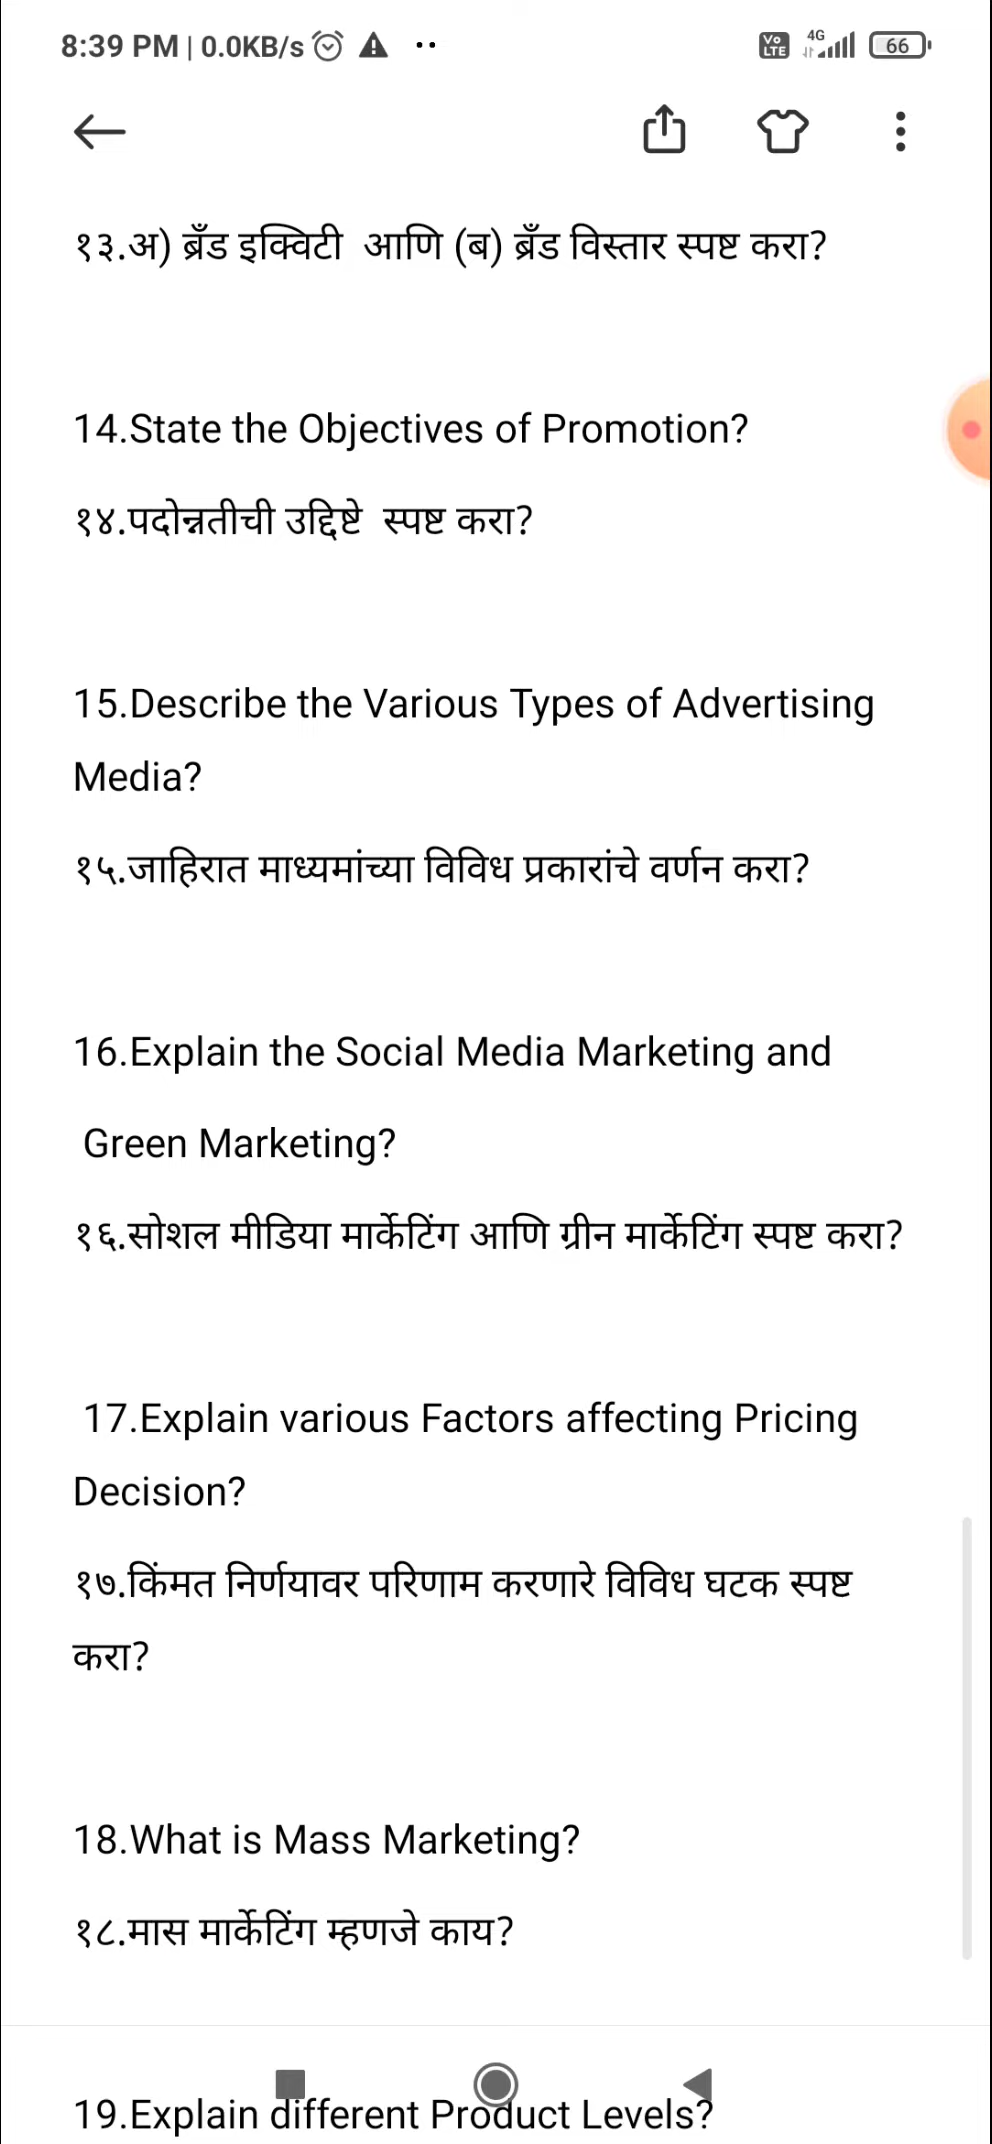 8:39 PM | 0.0KB/s
Vo LTE 4G 66
१३.अ) ब्रँड इक्विटी आणि (ब) ब्रँड विस्तार स्पष्ट करा?
14.State the Objectives of Promotion?
१४.पदोन्नतीची उद्दिष्टे स्पष्ट करा?
15.Describe the Various Types of Advertising
Media?
१५.जाहिरात माध्यमांच्या विविध प्रकारांचे वर्णन करा?
16.Explain the Social Media Marketing and
Green Marketing?
१६.सोशल मीडिया मार्केटिंग आणि ग्रीन मार्केटिंग स्पष्ट करा?
17.Explain various Factors affecting Pricing
Decision?
१७.किंमत निर्णयावर परिणाम करणारे विविध घटक स्पष्ट
करा?
18.What is Mass Marketing?
१८.मास मार्केटिंग म्हणजे काय?
19.Explain different Product Levels?